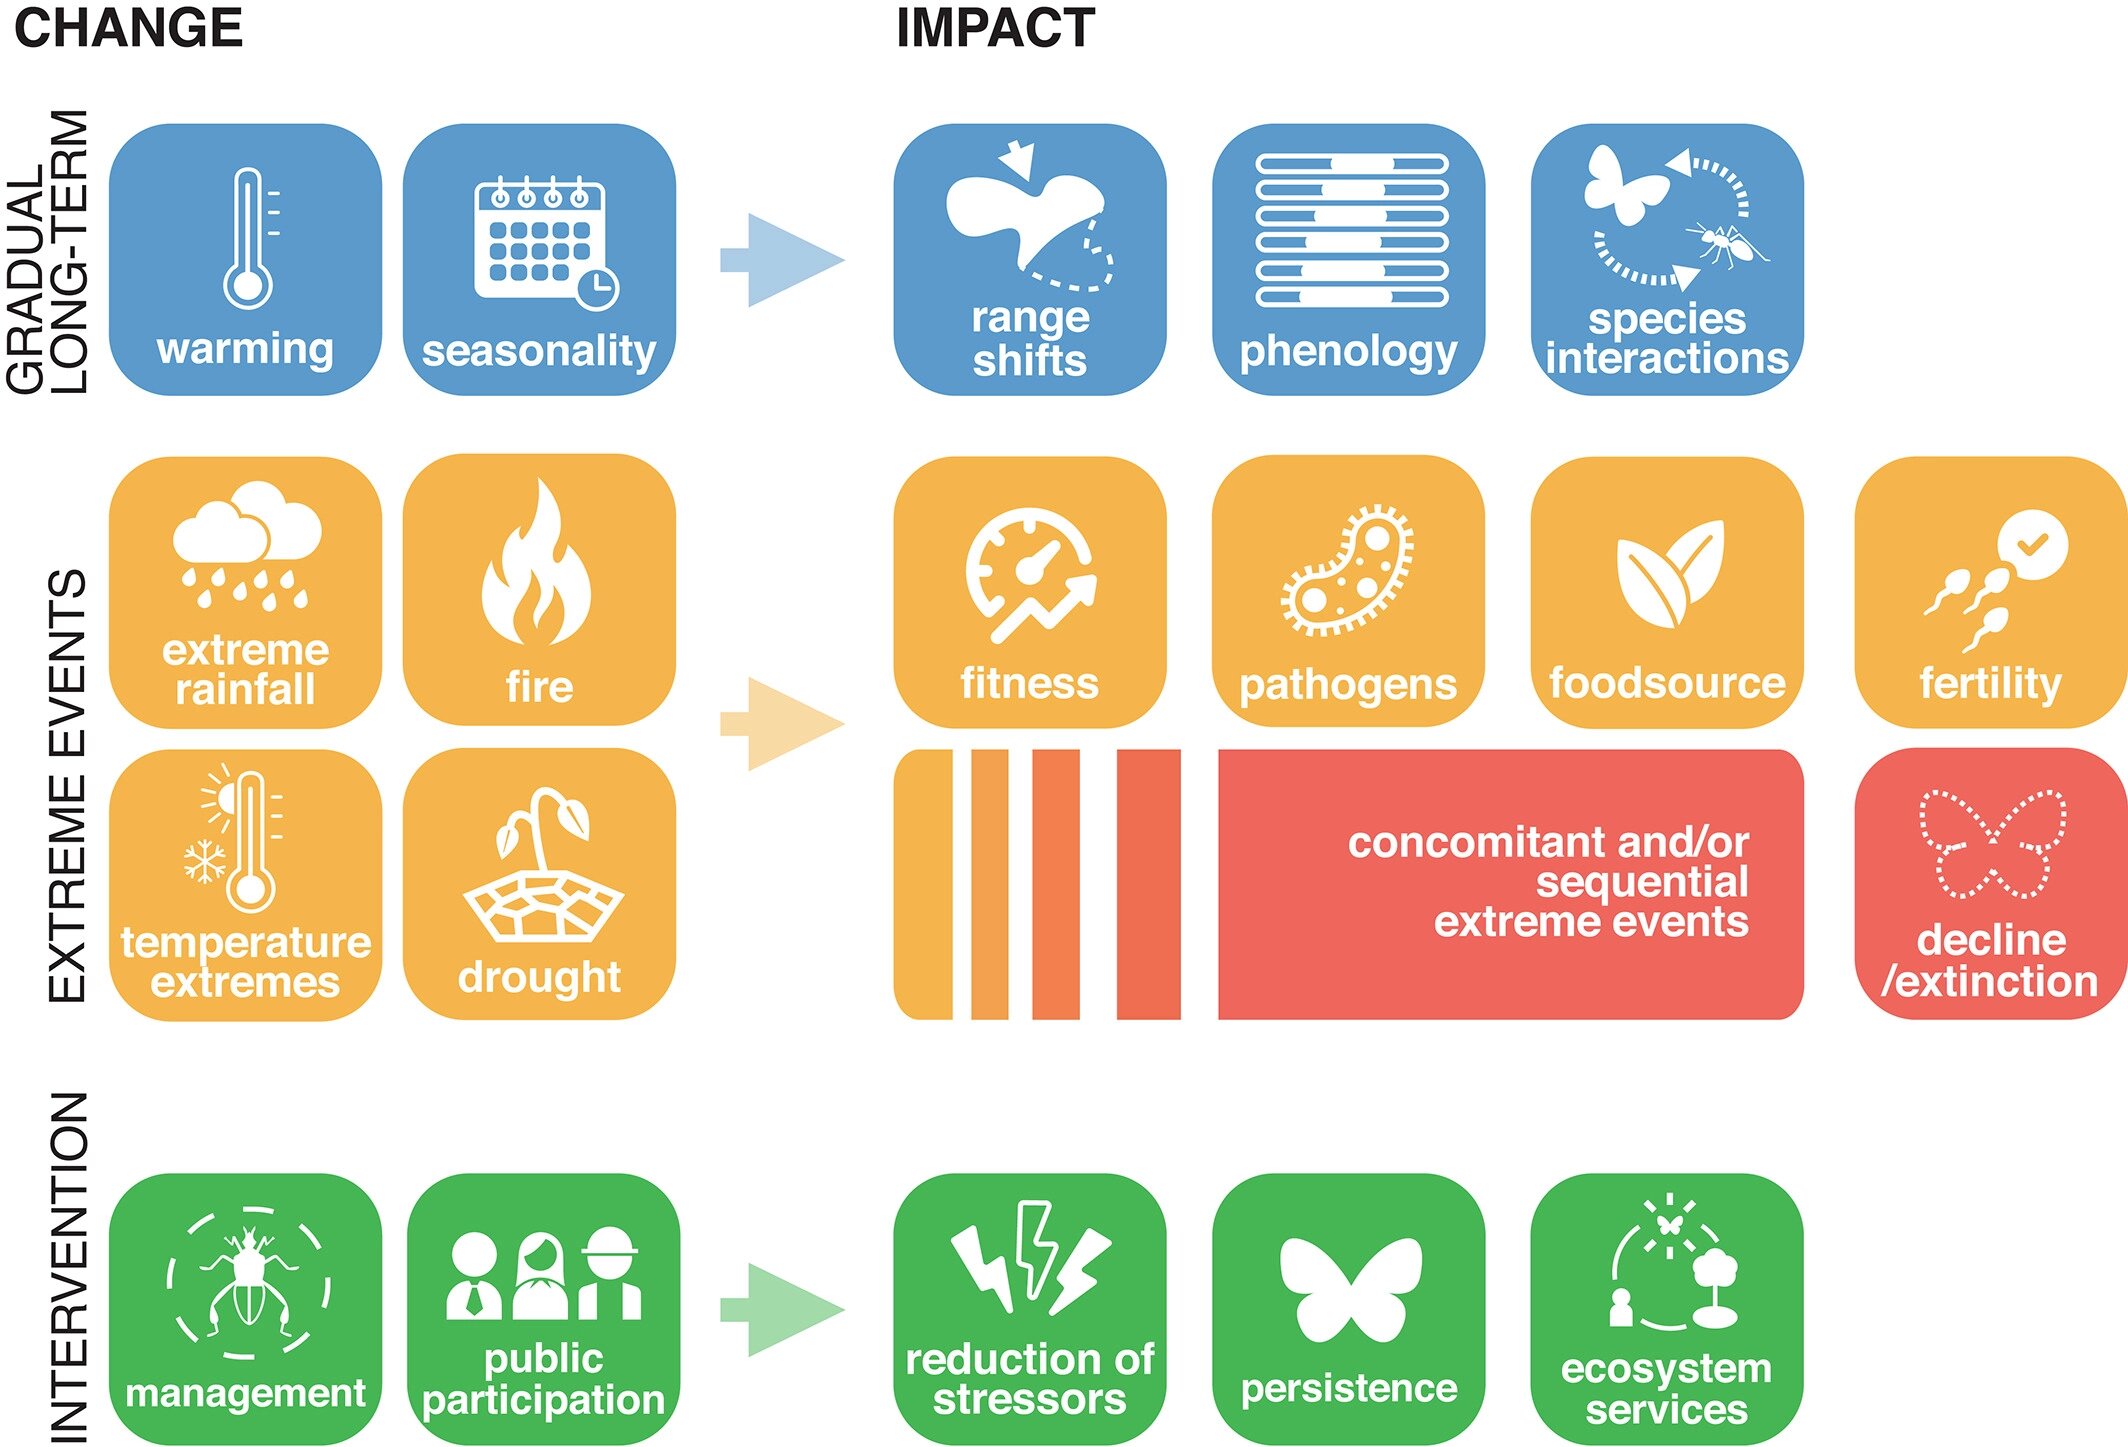 CHANGE
IMPACT
GRADUAL
LONG-TERM
warming
seasonality
range
shifts
phenology
species
interactions
EXTREME EVENTS
extreme
rainfall
fire
fitness
pathogens
foodsource
fertility
temperature
extremes
drought
concomitant and/or
sequential
extreme events
decline
/extinction
INTERVENTION
management
public
participation
reduction of
stressors
persistence
ecosystem
services